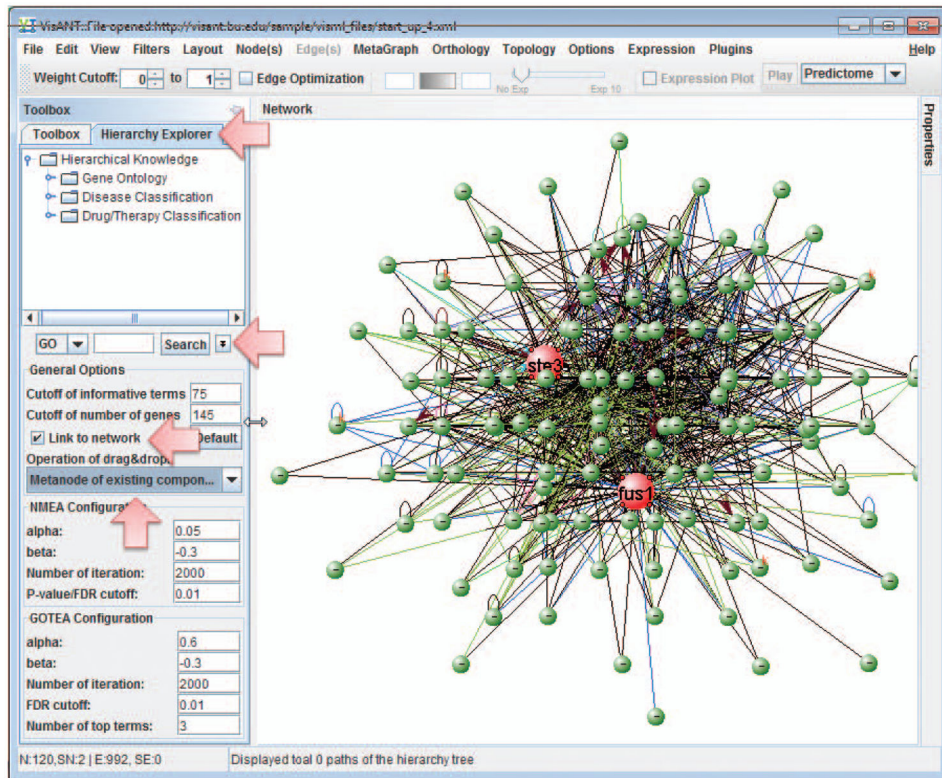 VisANT::File opened:http://visant.bu.edu/sample/visml_files/start_up_4.xml
File Edit View Filters Layout Node(s) Edge(s) MetaGraph Orthology Topology Options Expression Plugins Help
Weight Cutoff: 0 to 1 Edge Optimization No Exp Exp 10 Expression Plot Play Predictome
Toolbox
Network
Properties
Toolbox Hierarchy Explorer
Hierarchical Knowledge
Gene Ontology
Disease Classification
Drug/Therapy Classification
GO Search
General Options
Cutoff of informative terms 75
Cutoff of number of genes 145
Link to network Default
Operation of drag&drop
Metanode of existing compon...
NMEA Configuration
alpha: 0.05
beta: -0.3
Number of iteration: 2000
P-value/FDR cutoff: 0.01
GOTEA Configuration
alpha: 0.6
beta: -0.3
Number of iteration: 2000
FDR cutoff: 0.01
Number of top terms: 3
ste3
fus1
N:120,SN:2 | E:992, SE:0 Displayed toal 0 paths of the hierarchy tree